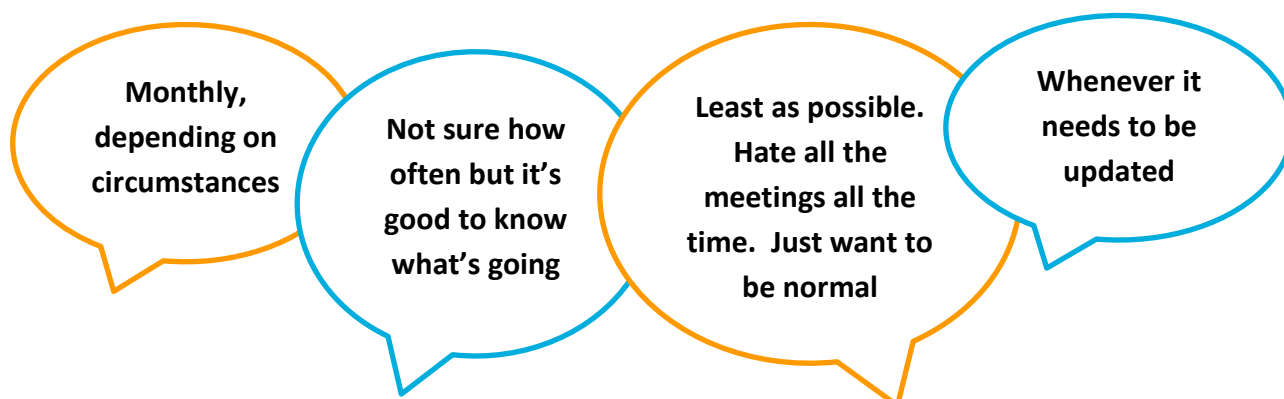 Monthly,
depending on
circumstances
Not sure how
often but it’s
good to know
what’s going
Least as possible.
Hate all the
meetings all the
time.  Just want to
be normal
Whenever it
needs to be
updated